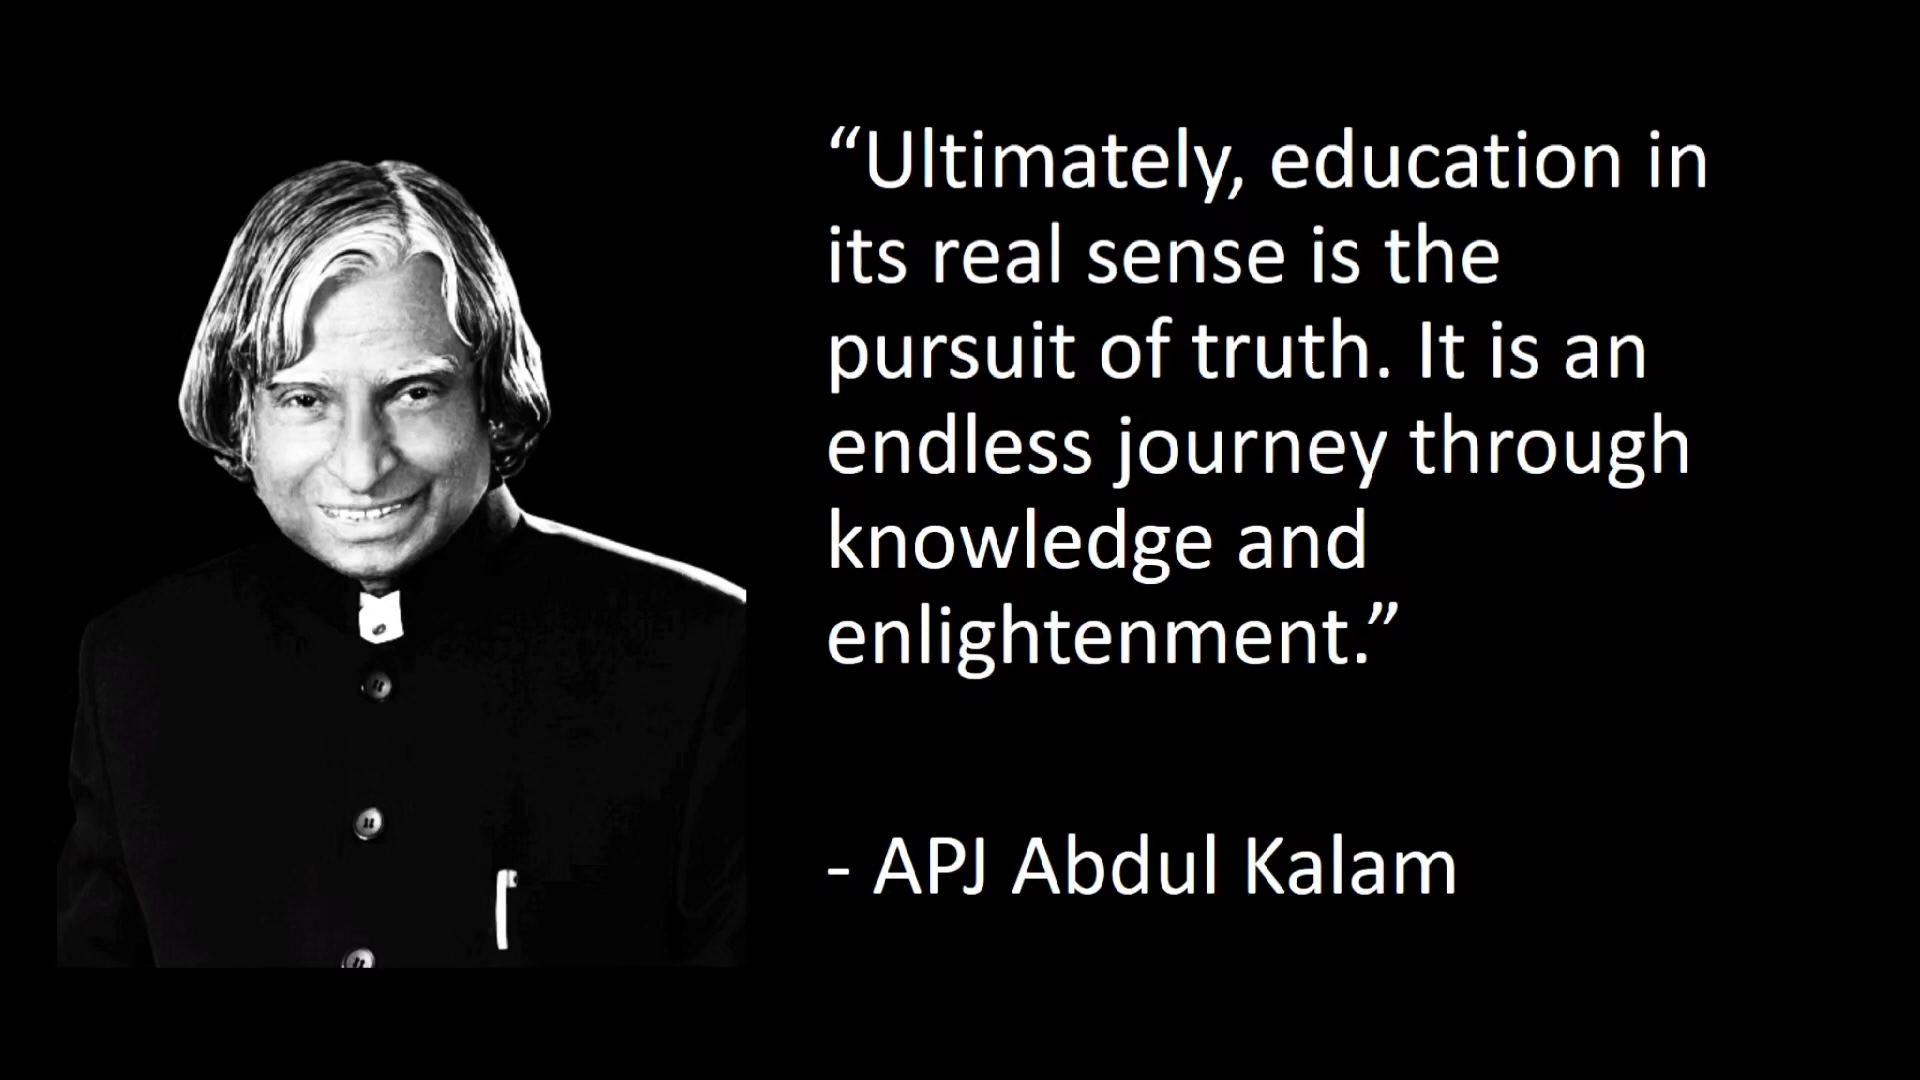 “Ultimately, education in
its real sense is the
pursuit of truth. It is an
endless journey through
knowledge and
enlightenment.”
- APJ Abdul Kalam